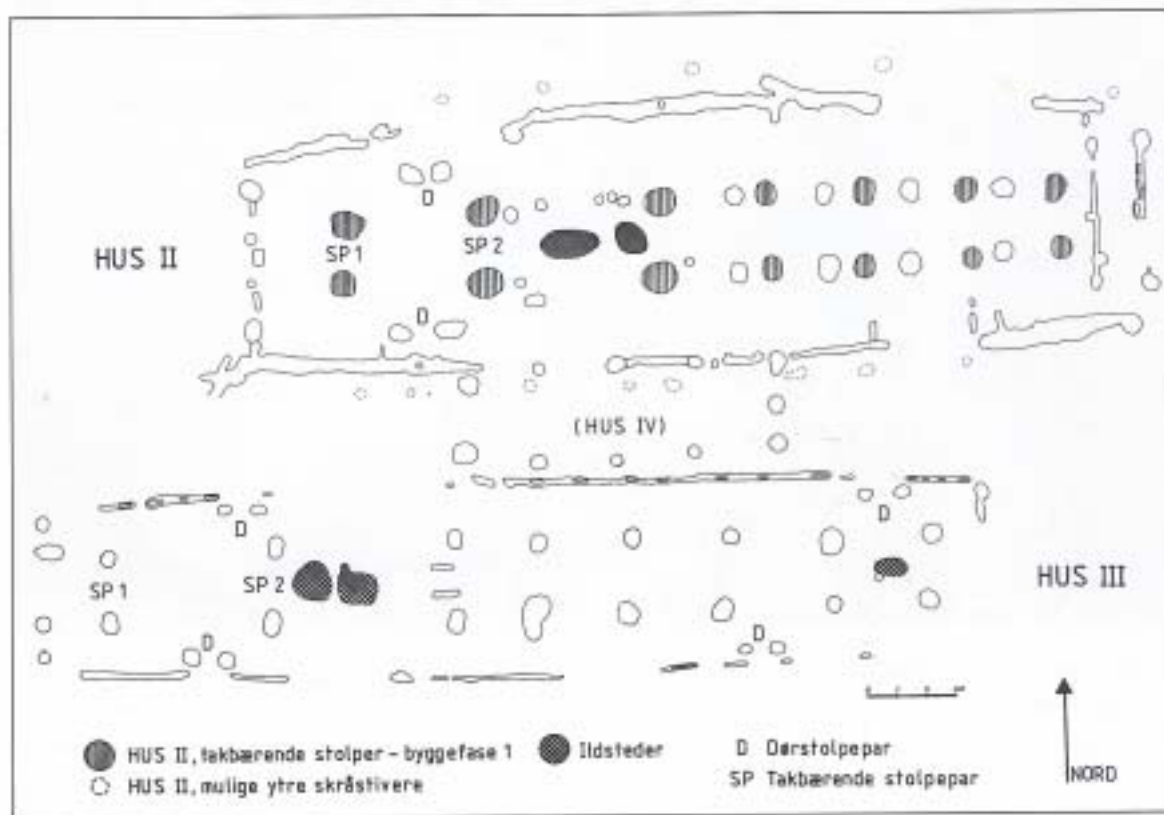 D
HUS II
SP 1
SP 2
D
(HUS IV)
D
D
SP 1
SP 2
HUS III
D
D
HUS II, takbærende stolper – byggefase 1
Ildsteder
D Dørstolpepar
HUS II, mulige ytre skråstivere
SP Takbærende stolpepar
NORD